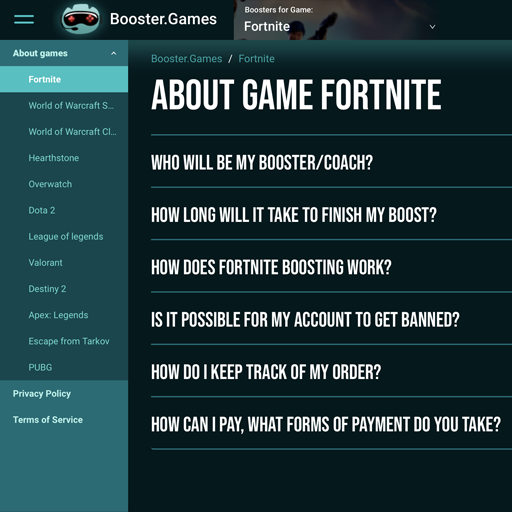 Booster.Games
Boosters for Game:
Fortnite
About games
Fortnite
World of Warcraft S...
World of Warcraft Cl...
Hearthstone
Overwatch
Dota 2
League of legends
Valorant
Destiny 2
Apex: Legends
Escape from Tarkov
PUBG
Privacy Policy
Terms of Service
Booster.Games / Fortnite
ABOUT GAME FORTNITE
WHO WILL BE MY BOOSTER/COACH?
HOW LONG WILL IT TAKE TO FINISH MY BOOST?
HOW DOES FORTNITE BOOSTING WORK?
IS IT POSSIBLE FOR MY ACCOUNT TO GET BANNED?
HOW DO I KEEP TRACK OF MY ORDER?
HOW CAN I PAY, WHAT FORMS OF PAYMENT DO YOU TAKE?